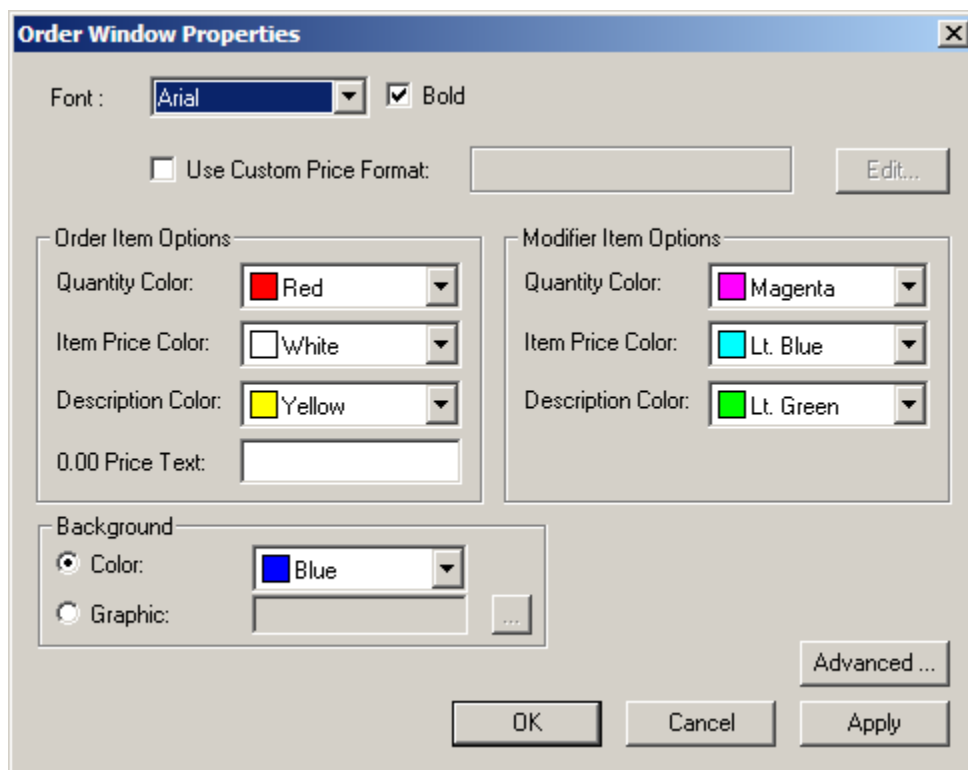 Order Window Properties
Font : Arial Bold
Use Custom Price Format: Edit...
Order Item Options
Quantity Color: Red
Item Price Color: White
Description Color: Yellow
0.00 Price Text:
Modifier Item Options
Quantity Color: Magenta
Item Price Color: Lt. Blue
Description Color: Lt. Green
Background
Color: Blue
Graphic: ...
Advanced ...
OK Cancel Apply